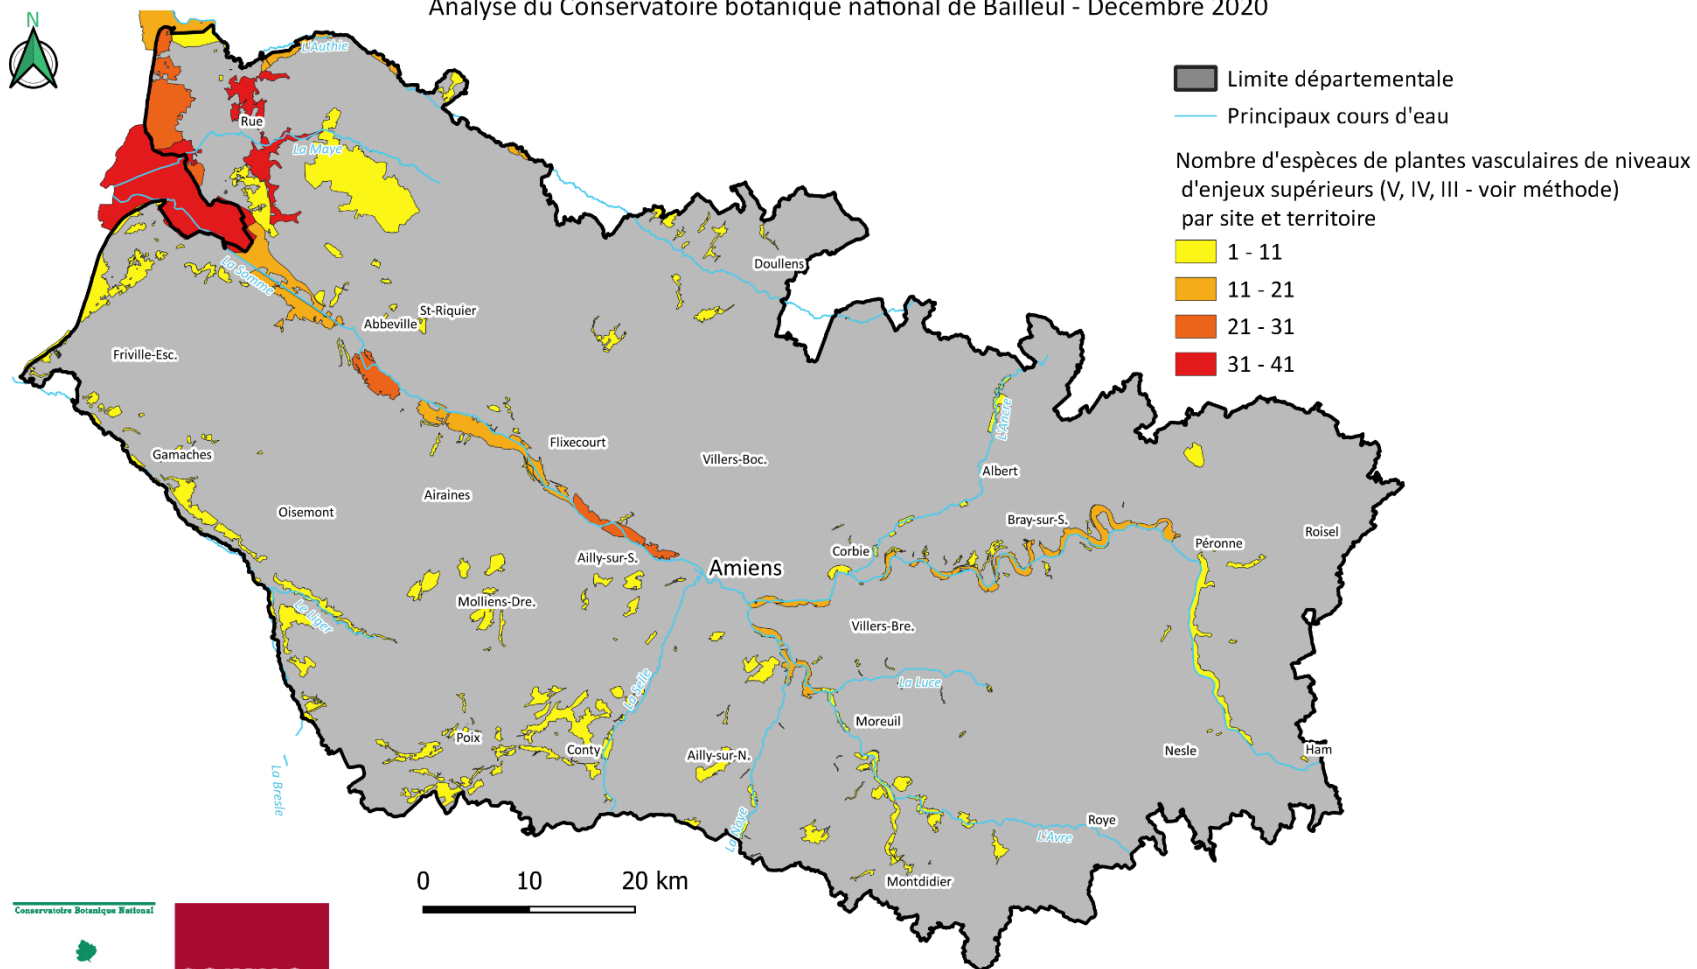 Analyse du Conservatoire botanique national de Bailleul - Décembre 2020
N
Limite départementale
Principaux cours d'eau
Nombre d'espèces de plantes vasculaires de niveaux
d'enjeux supérieurs (V, IV, III - voir méthode)
par site et territoire
1 - 11
11 - 21
21 - 31
31 - 41
L'Authie
Rue
La Maye
Doullens
La Somme
St-Riquier
Abbeville
Friville-Esc.
L'Ancre
Flixecourt
Gamaches
Villers-Boc.
Albert
Airaines
Oisemont
Bray-sur-S.
Roisel
Péronne
Corbie
Ailly-sur-S.
Amiens
Molliens-Dre.
Le Liger
Villers-Bre.
La Luce
La Selle
Moreuil
Poix
Conty
Ailly-sur-N.
Nesle
Ham
La Bresle
La Noye
Roye
L'Avre
Montdidier
0 10 20 km
Conservatoire Botanique National